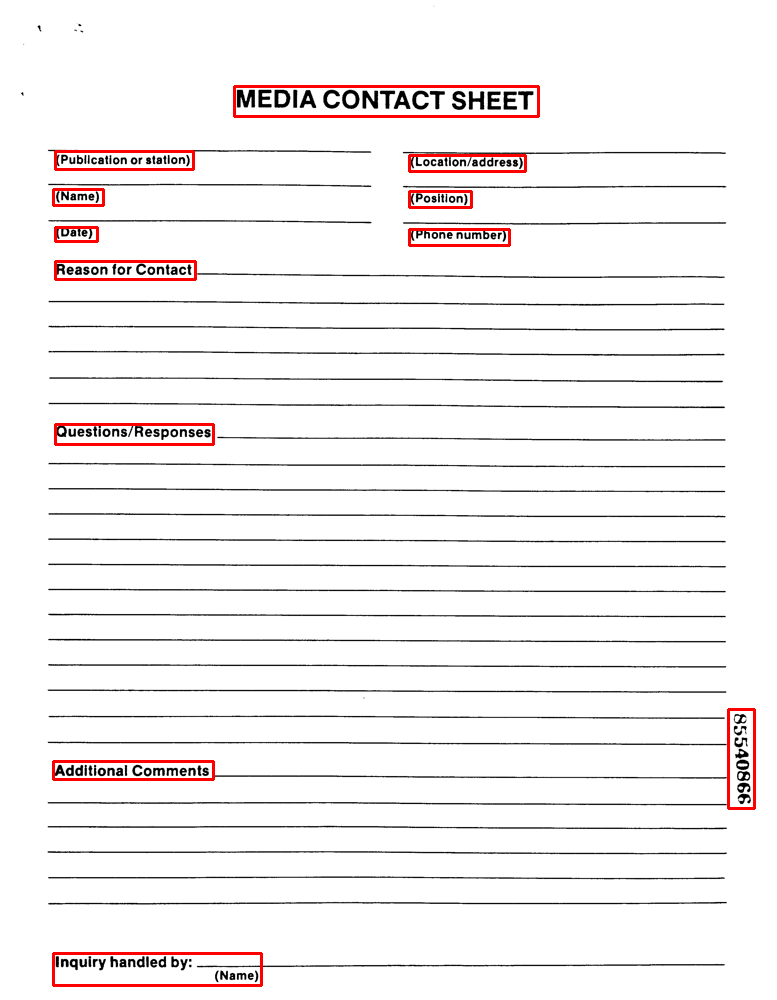 MEDIA CONTACT SHEET
(Publication or station) (Location/address)
(Name) (Position)
(Date) (Phone number)
Reason for Contact
Questions/Responses
85540866
Additional Comments
Inquiry handled by:
(Name)